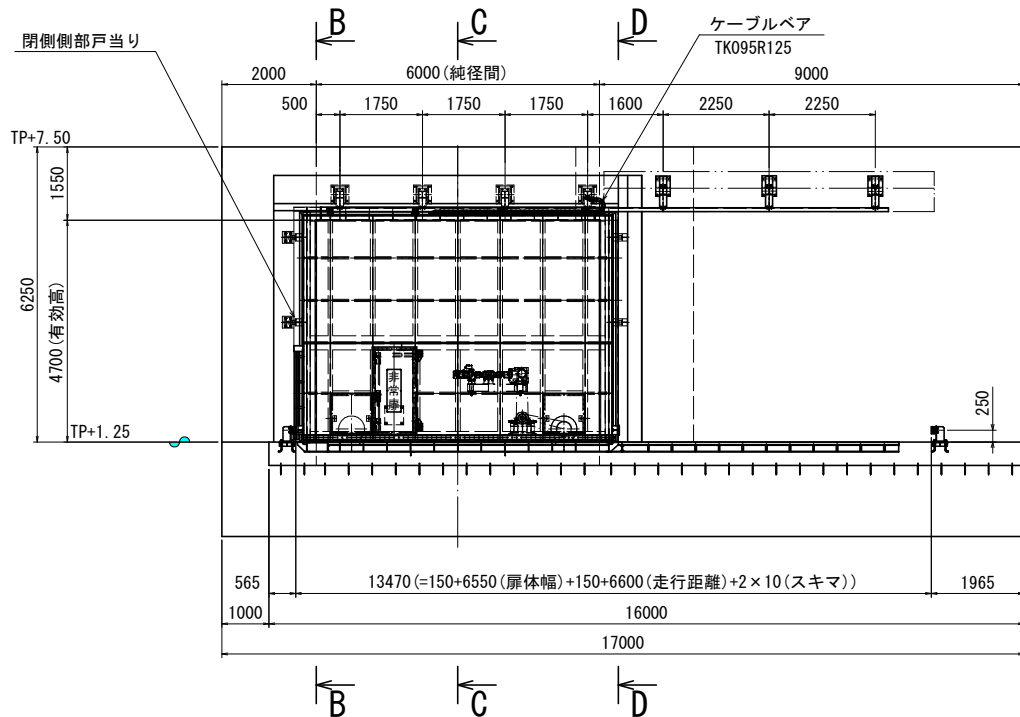 B
C
D
ケーブルベア
TK095R125
閉側側部戸当り
2000
6000(純径間)
9000
500
1750
1750
1750
1600
2250
2250
TP+7.50
1550
6250
4700(有効高)
非常扉
250
TP+1.25
565
13470(=150+6550(扉体幅)+150+6600(走行距離)+2×10(スキマ))
1965
1000
16000
17000
B
C
D